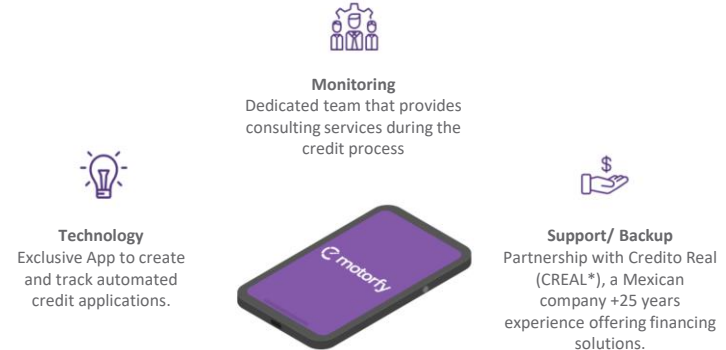 Monitoring
Dedicated team that provides
consulting services during the
credit process
Technology
Exclusive App to create
and track automated
credit applications.
motorfy
Support/ Backup
Partnership with Credito Real
(CREAL*), a Mexican
company +25 years
experience offering financing
solutions.